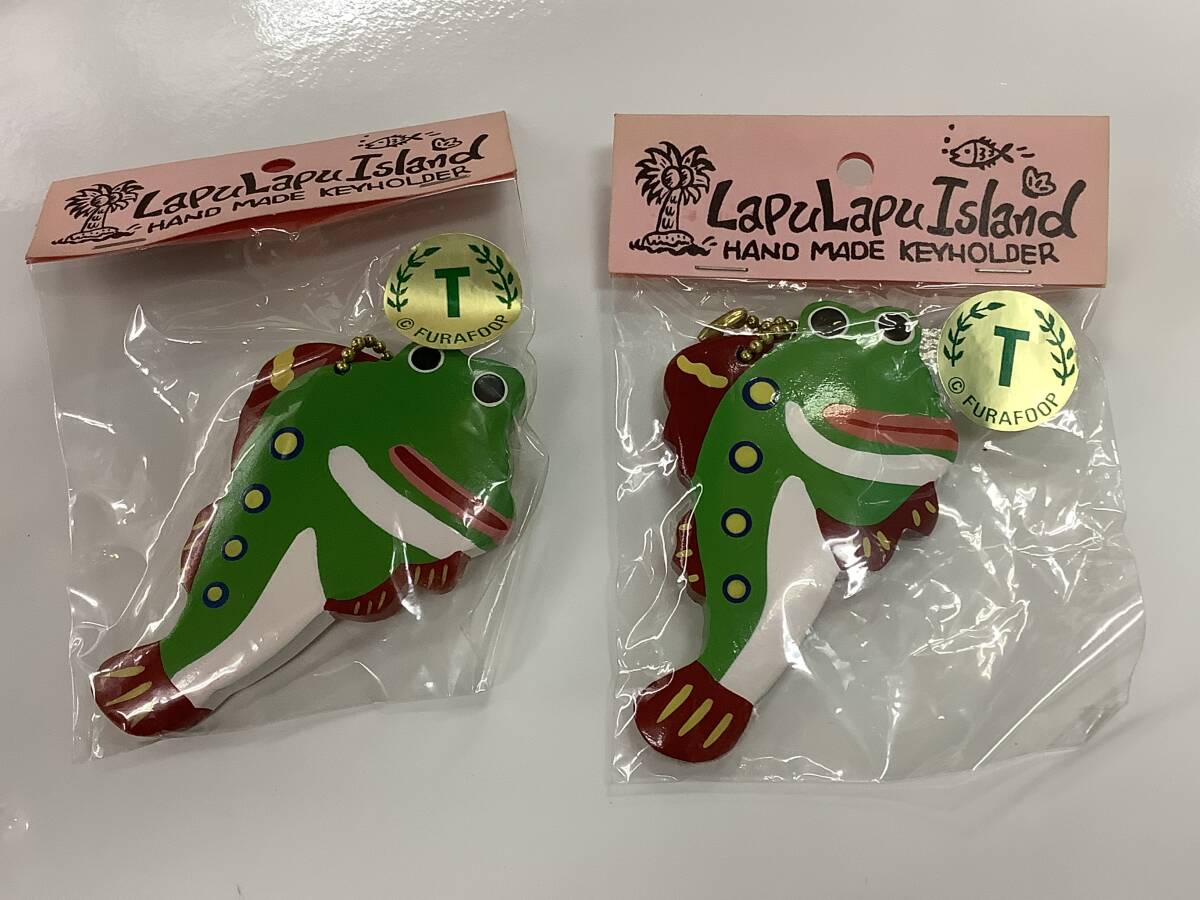 LapuLapu Island
HAND MADE KEYHOLDER
T
© FURAFOOP
LapuLapu Island
HAND MADE KEYHOLDER
T
© FURAFOOP